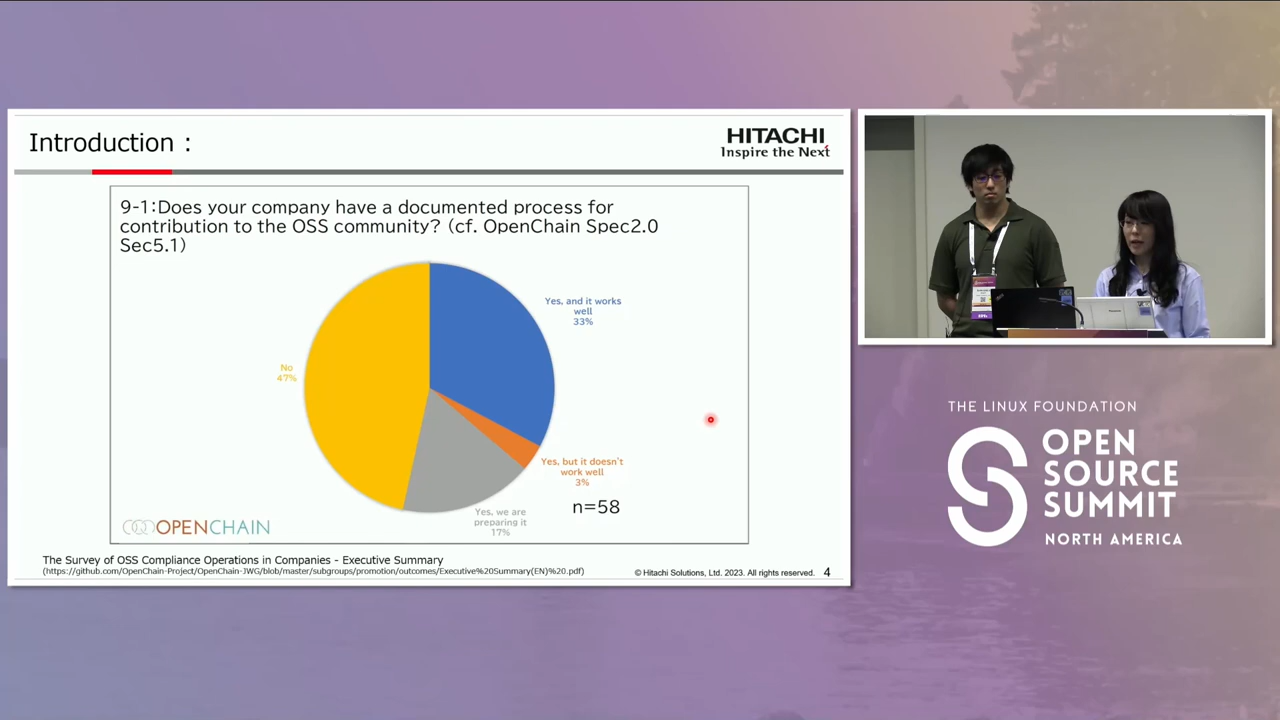 Introduction :
HITACHI
Inspire the Next
9-1:Does your company have a documented process for
contribution to the OSS community? (cf. OpenChain Spec2.0
Sec5.1)
Yes, and it works
well
33%
No
47%
Yes, but it doesn't
work well
3%
n=58
Yes, we are
preparing it
17%
OPENCHAIN
The Survey of OSS Compliance Operations in Companies - Executive Summary
(https://github.com/OpenChain-Project/OpenChain-JWG/blob/master/subgroups/promotion/outcomes/Executive%20Summary(EN)%20.pdf)
© Hitachi Solutions, Ltd. 2023. All rights reserved. 4
THE LINUX FOUNDATION
OPEN
SOURCE
SUMMIT
NORTH AMERICA